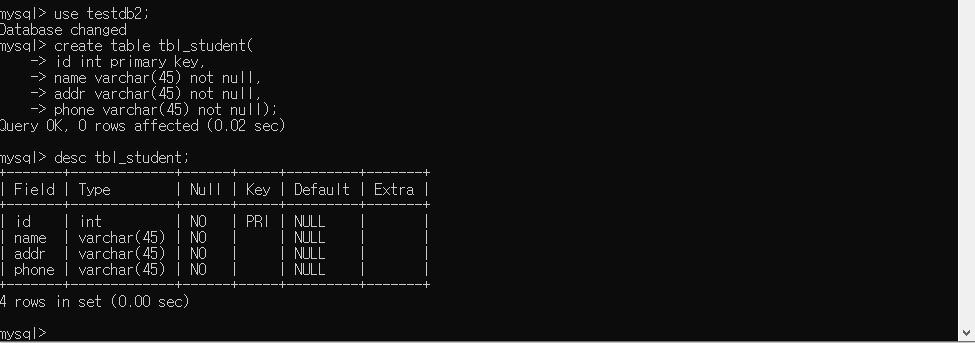 mysql> use testdb2;
Database changed
mysql> create table tbl_student(
    -> id int primary key,
    -> name varchar(45) not null,
    -> addr varchar(45) not null,
    -> phone varchar(45) not null);
Query OK, 0 rows affected (0.02 sec)
mysql> desc tbl_student;
+-------+-------------+------+-----+---------+-------+
| Field | Type        | Null | Key | Default | Extra |
+-------+-------------+------+-----+---------+-------+
| id    | int         | NO   | PRI | NULL    |       |
| name  | varchar(45) | NO   |     | NULL    |       |
| addr  | varchar(45) | NO   |     | NULL    |       |
| phone | varchar(45) | NO   |     | NULL    |       |
+-------+-------------+------+-----+---------+-------+
4 rows in set (0.00 sec)
mysql>